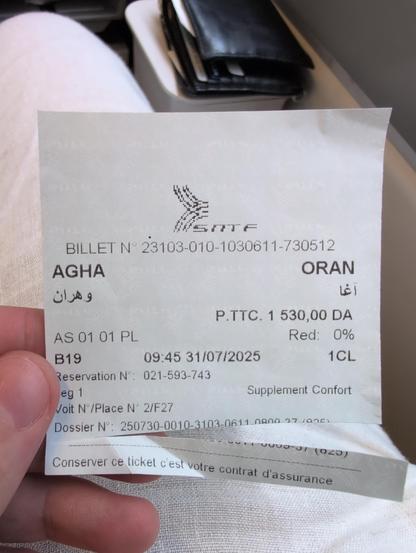 SNTF
BILLET N° 23103-010-1030611-730512
AGHA ORAN
وهران آغا
P.TTC. 1 530,00 DA
AS 01 01 PL Red: 0%
B19 09:45 31/07/2025 1CL
Reservation N°: 021-593-743
eg 1 Supplement Confort
Voit N°/Place N° 2/F27
Dossier N°: 250730-0010-3103-0611-0809-37 (825)
Conserver ce ticket c'est votre contrat d'assurance